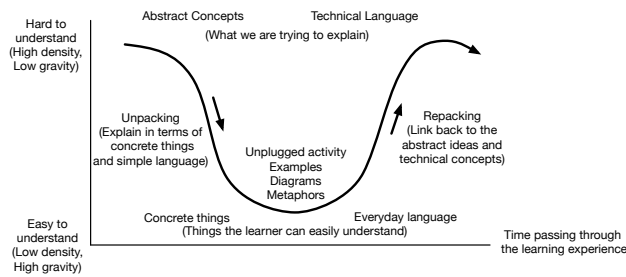 Hard to
understand
(High density,
Low gravity)
Abstract Concepts
Technical Language
(What we are trying to explain)
Unpacking
(Explain in terms of
concrete things
and simple language)
Unplugged activity
Examples
Diagrams
Metaphors
Repacking
(Link back to the
abstract ideas and
technical concepts)
Concrete things
Everyday language
(Things the learner can easily understand)
Easy to
understand
(Low density,
High gravity)
Time passing through
the learning experience